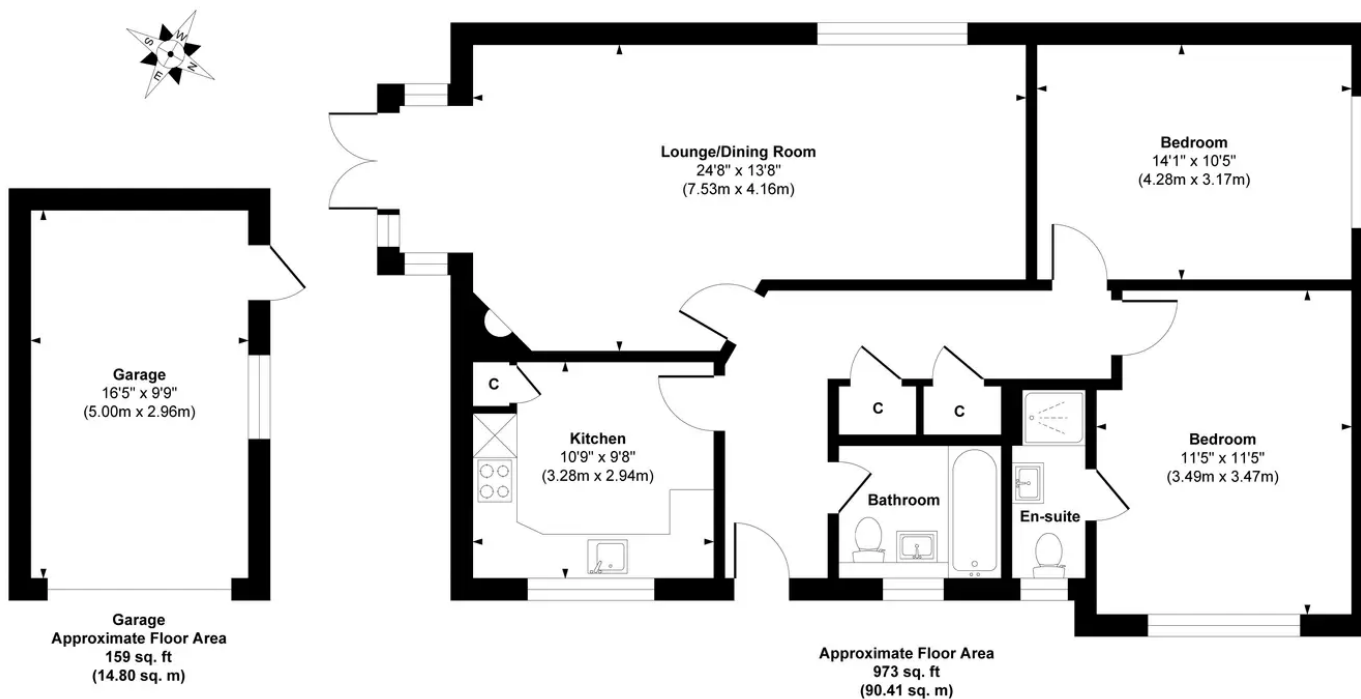 S
W
E
N
Lounge/Dining Room
24'8" x 13'8"
(7.53m x 4.16m)
Bedroom
14'1" x 10'5"
(4.28m x 3.17m)
Garage
16'5" x 9'9"
(5.00m x 2.96m)
C
Kitchen
10'9" x 9'8"
(3.28m x 2.94m)
C
C
Bedroom
11'5" x 11'5"
(3.49m x 3.47m)
Bathroom
En-suite
Garage
Approximate Floor Area
159 sq. ft
(14.80 sq. m)
Approximate Floor Area
973 sq. ft
(90.41 sq. m)